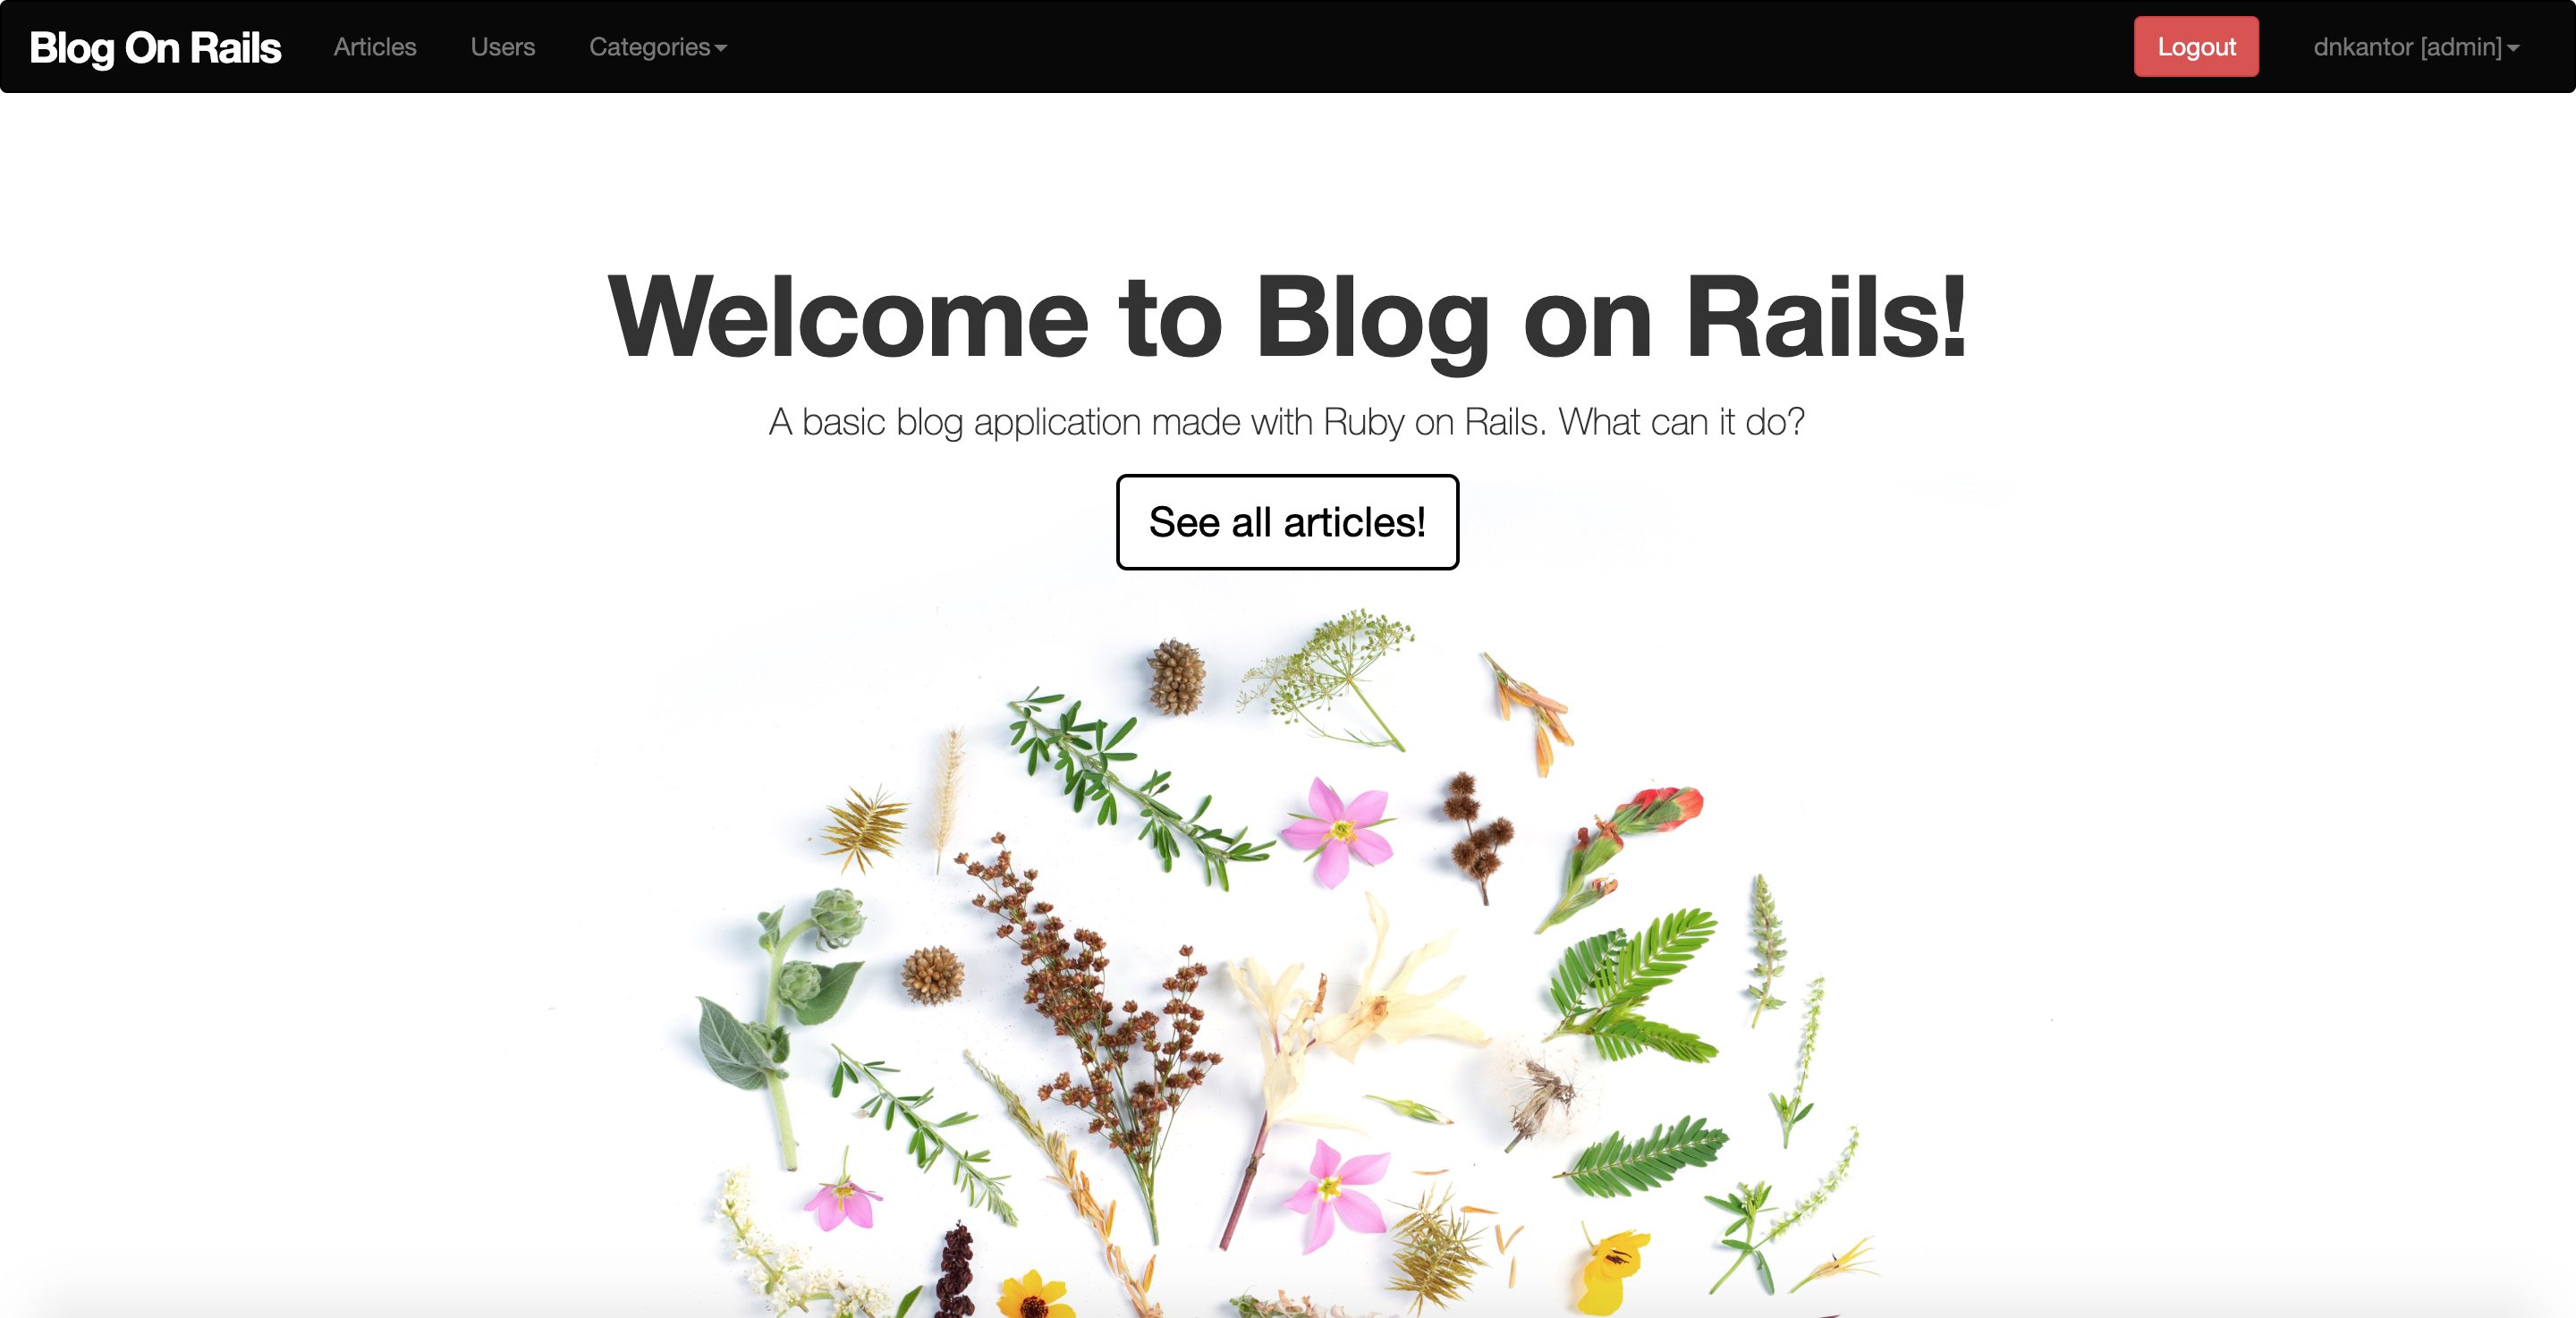 Blog On Rails Articles Users Categories Logout dnkantor [admin]
Welcome to Blog on Rails!
A basic blog application made with Ruby on Rails. What can it do?
See all articles!